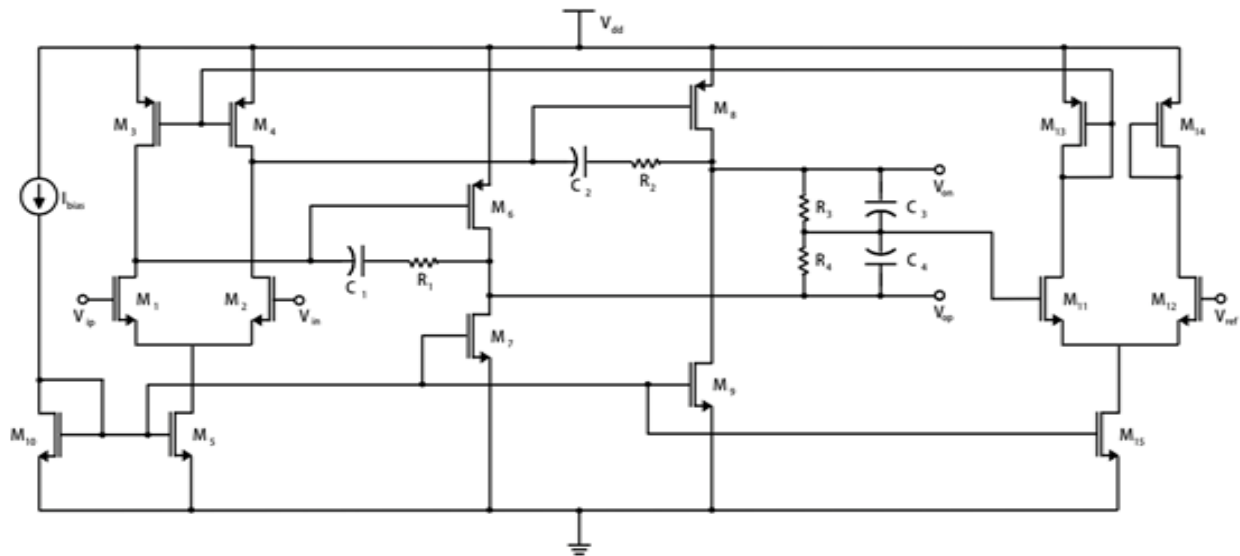 V_dd
M_3
M_4
M_8
M_13
M_14
I_bias
C_2
R_2
M_6
V_on
R_3
C_3
C_1
R_1
R_4
C_4
V_ip
M_1
M_2
V_in
V_op
M_11
M_12
V_ref
M_7
M_9
M_10
M_5
M_15